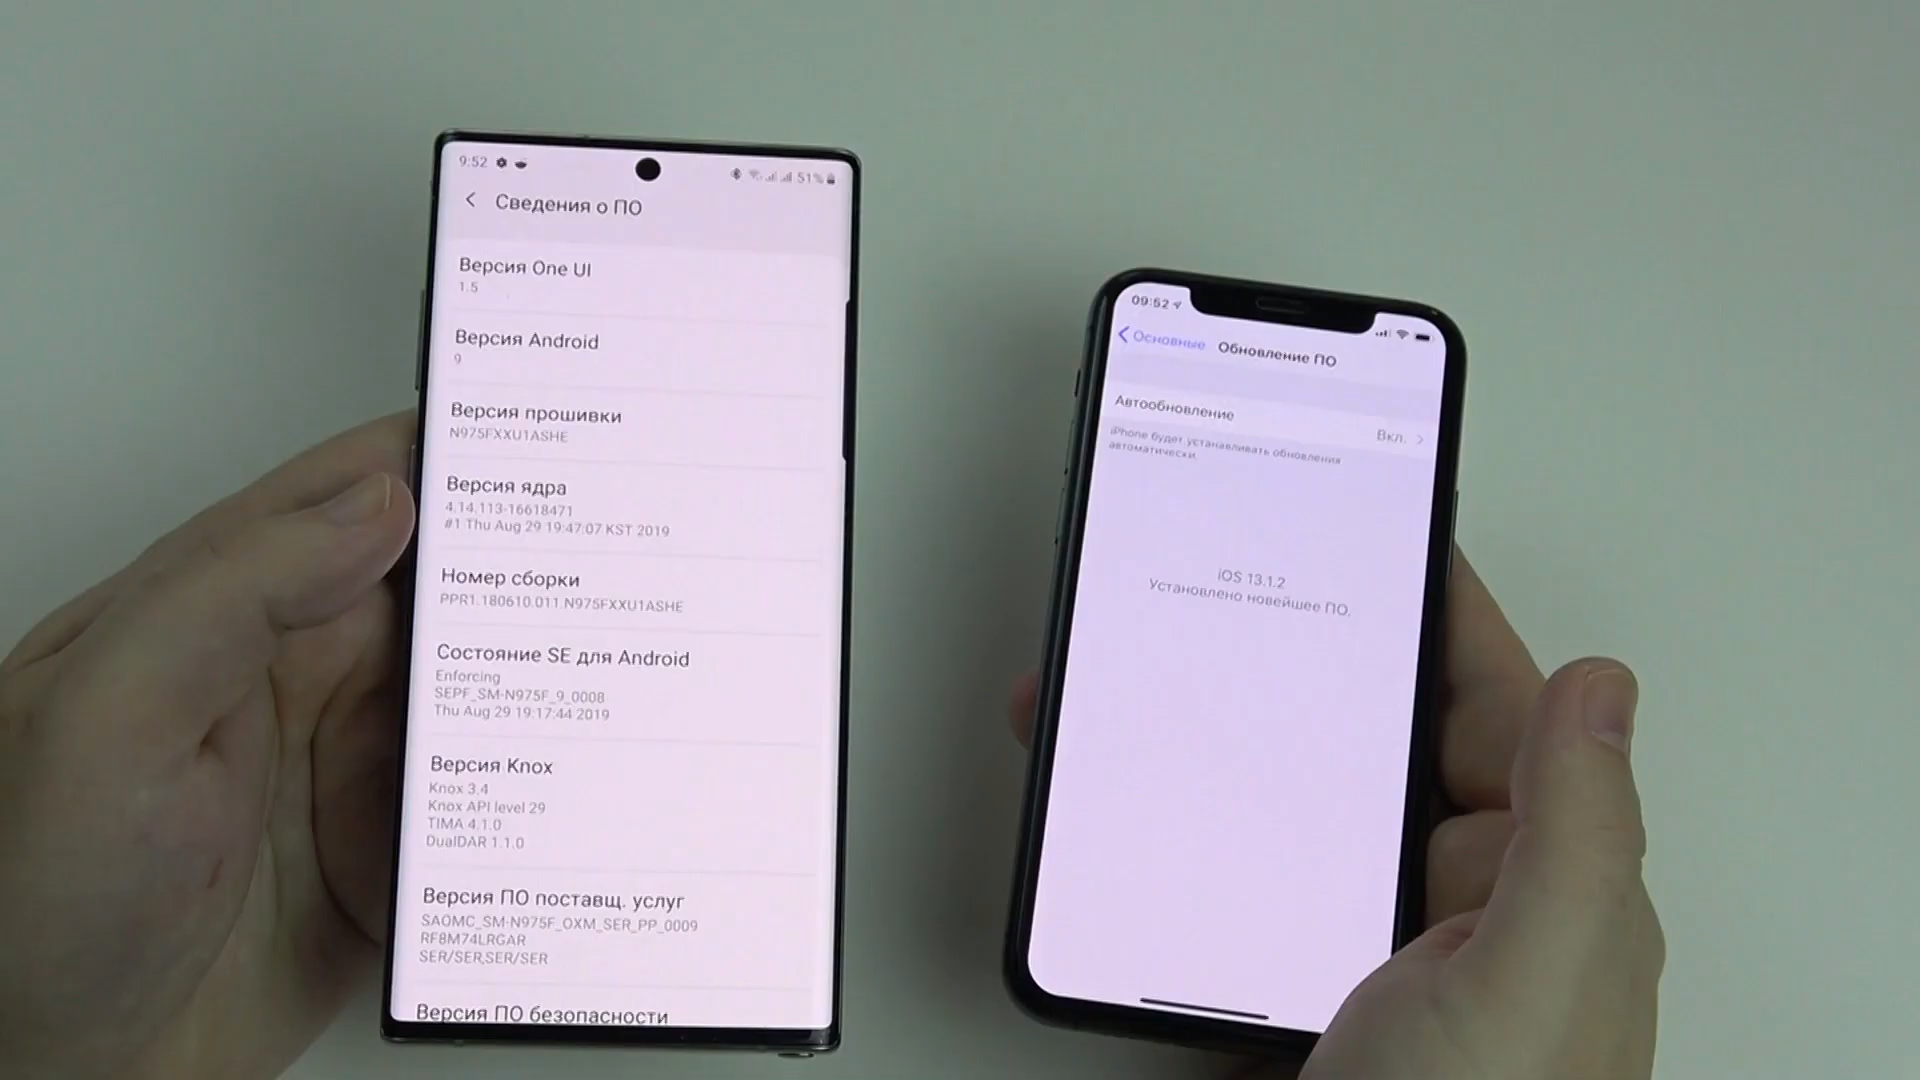 9:52
51%
Сведения о ПО
Версия One UI
1.5
Версия Android
9
Версия прошивки
N975FXXU1ASHE
Версия ядра
4.14.113-16618471
#1 Thu Aug 29 19:47:07 KST 2019
Номер сборки
PPR1.180610.011.N975FXXU1ASHE
Состояние SE для Android
Enforcing
SEPF_SM-N975F_9_0008
Thu Aug 29 19:17:44 2019
Версия Knox
Knox 3.4
Knox API level 29
TIMA 4.1.0
DualDAR 1.1.0
Версия ПО поставщ. услуг
SAOMC_SM-N975F_OXM_SER_PP_0009
RF8M74LRGAR
SER/SER,SER/SER
Версия ПО безопасности
09:52
Основные
Обновление ПО
Автообновление
Вкл.
iPhone будет устанавливать обновления
автоматически.
iOS 13.1.2
Установлено новейшее ПО.